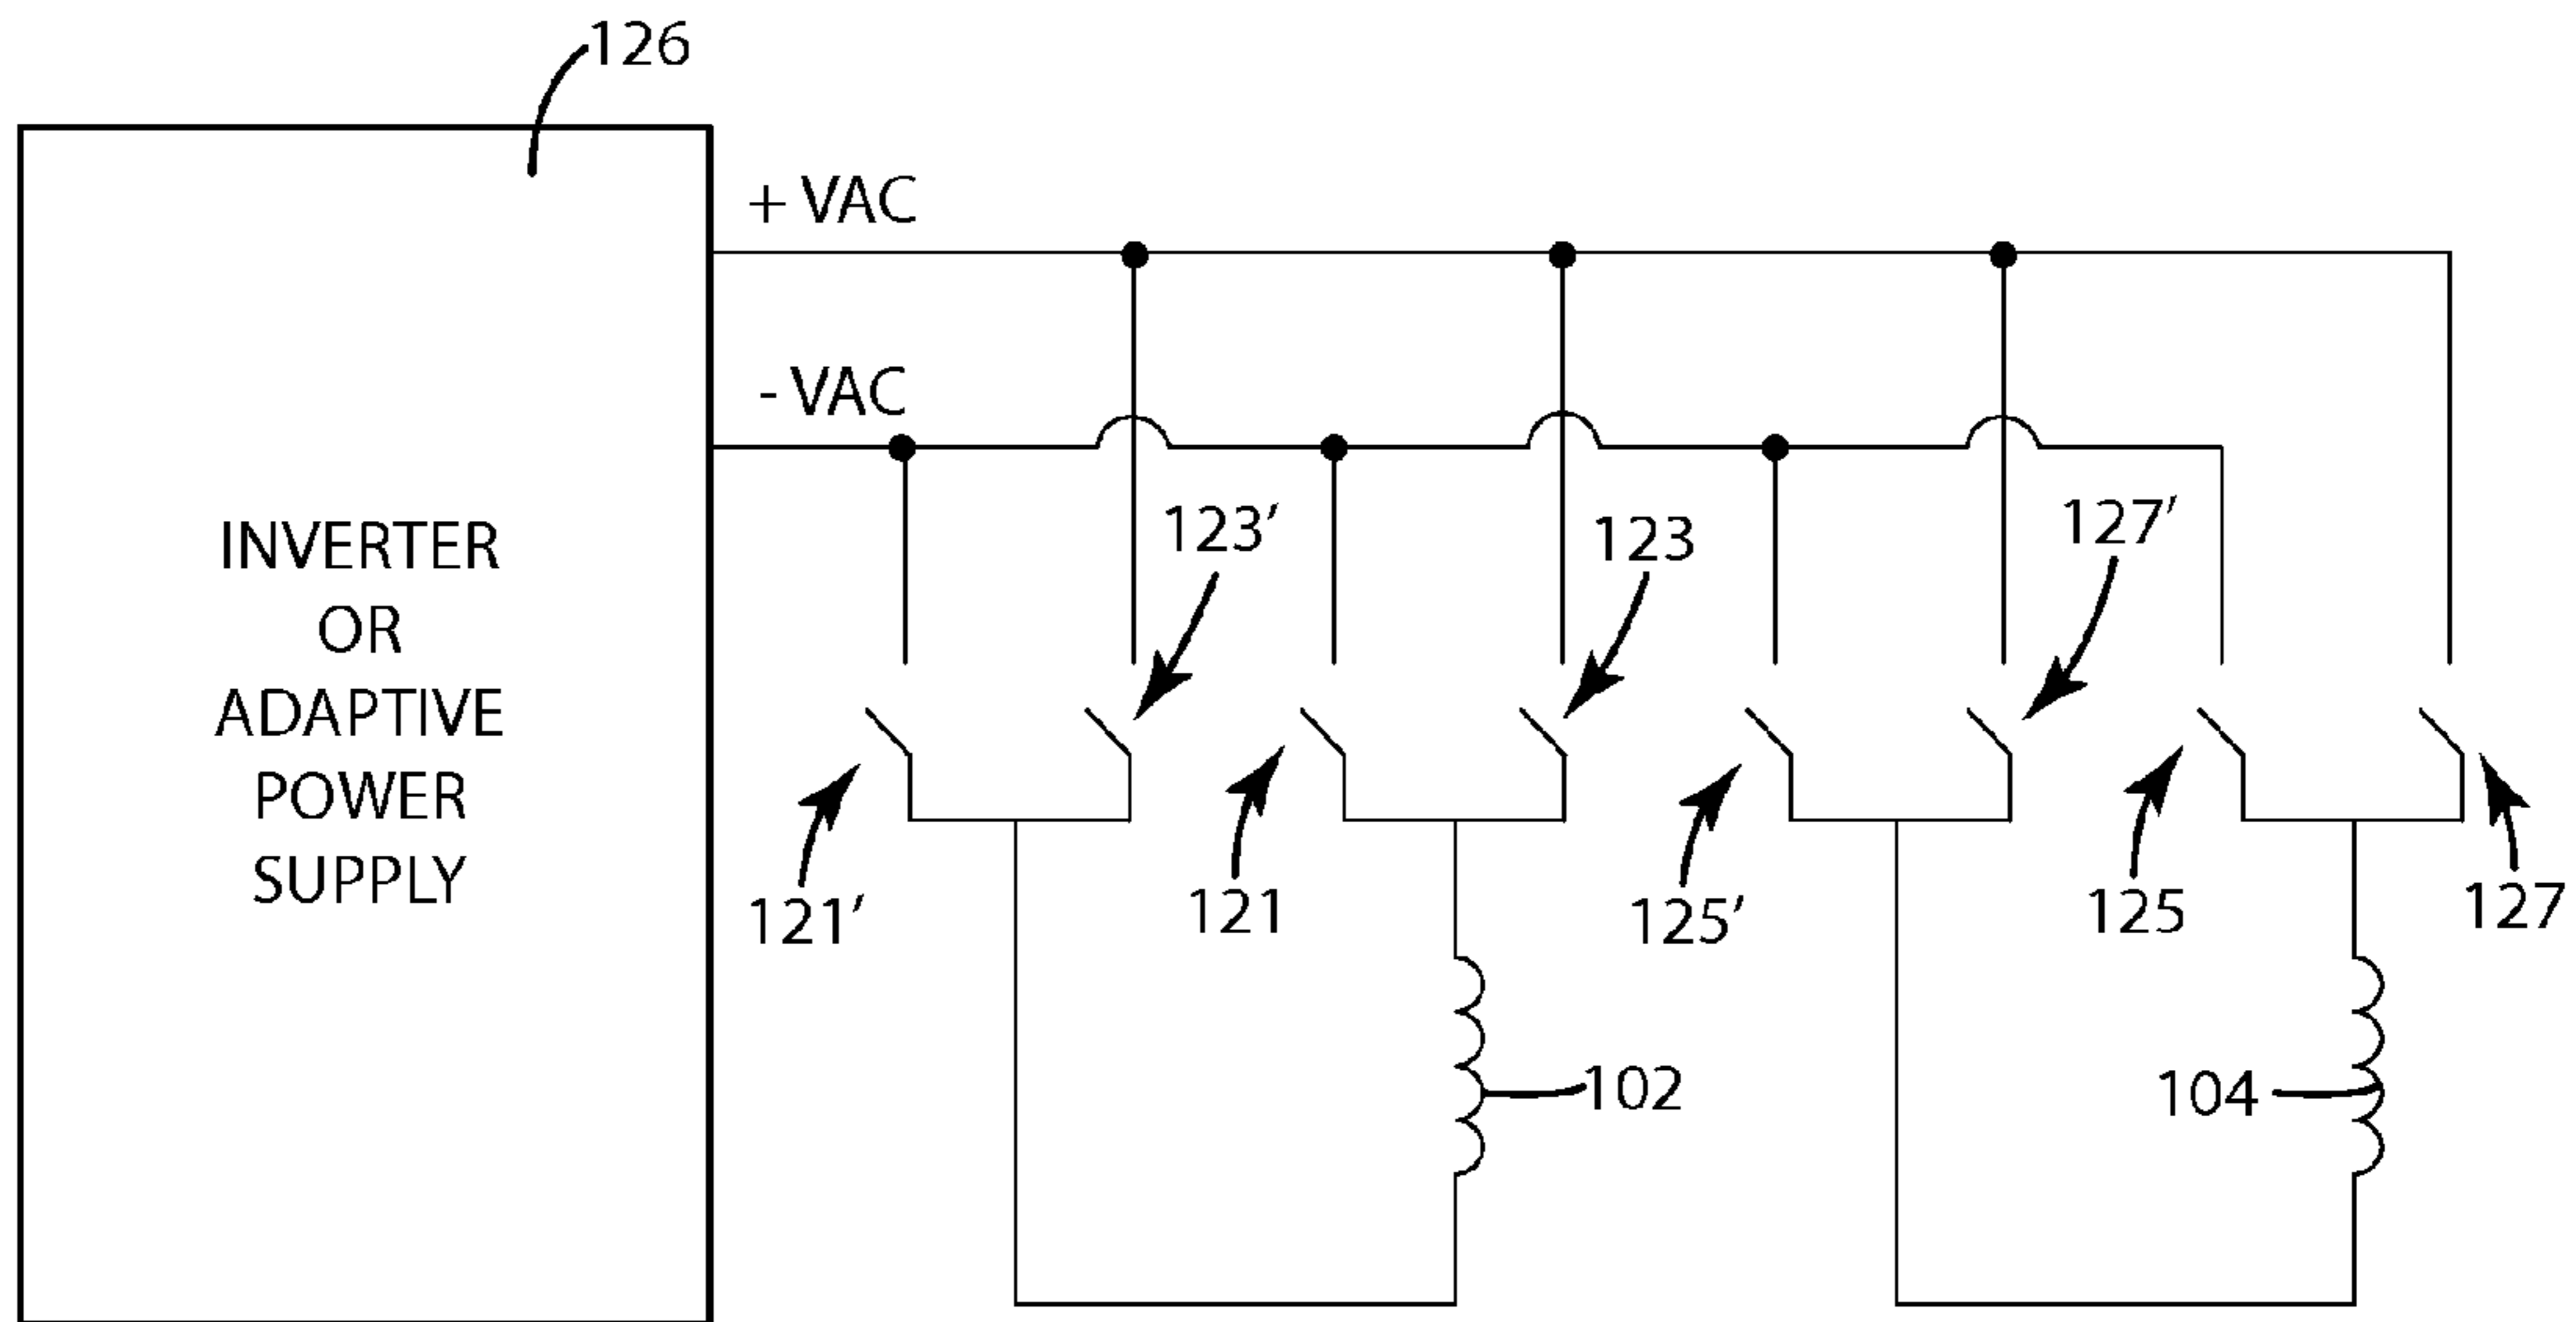 126
+ VAC
- VAC
INVERTER
OR
ADAPTIVE
POWER
SUPPLY
123′
123
127′
121′
121
125′
125
127
102
104